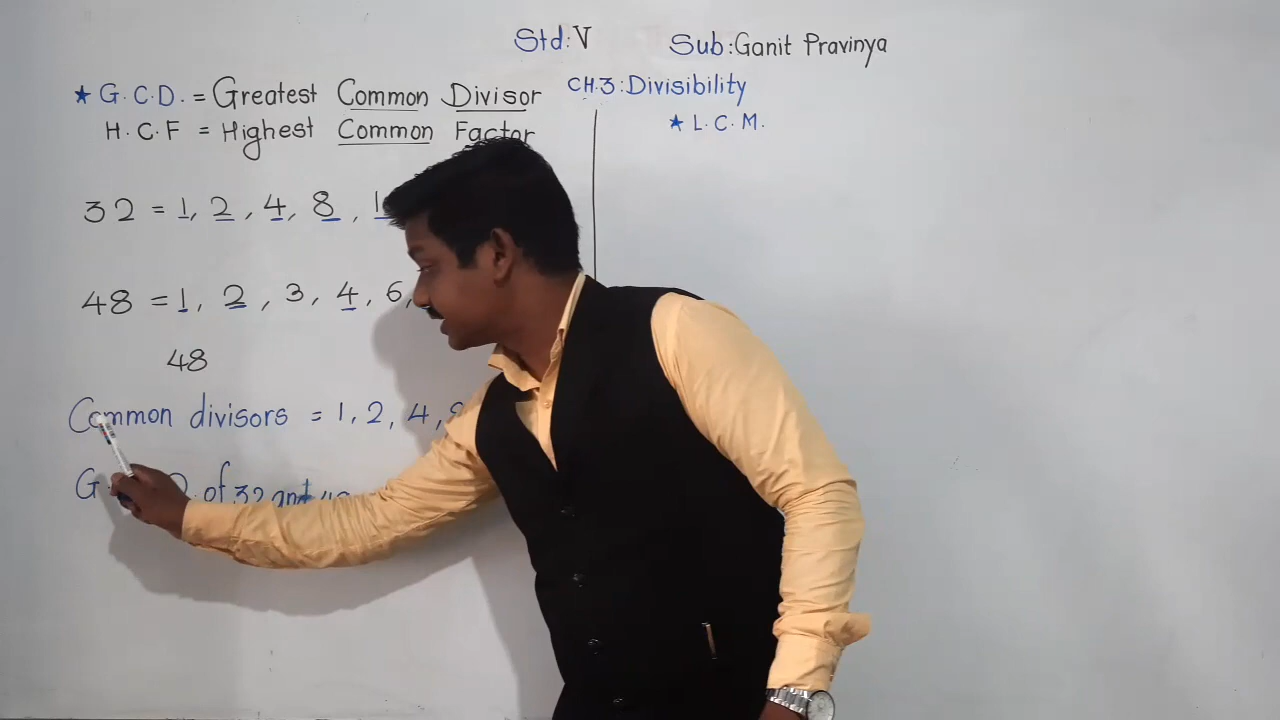 Std: V Sub: Ganit Pravinya
★ G.C.D. = Greatest Common Divisor
H.C.F = Highest Common Factor
CH.3: Divisibility
★ L.C.M.
32 = 1, 2, 4, 8, 1
48 = 1, 2, 3, 4, 6,
48
Common divisors = 1, 2, 4,
G. D. of 32 and